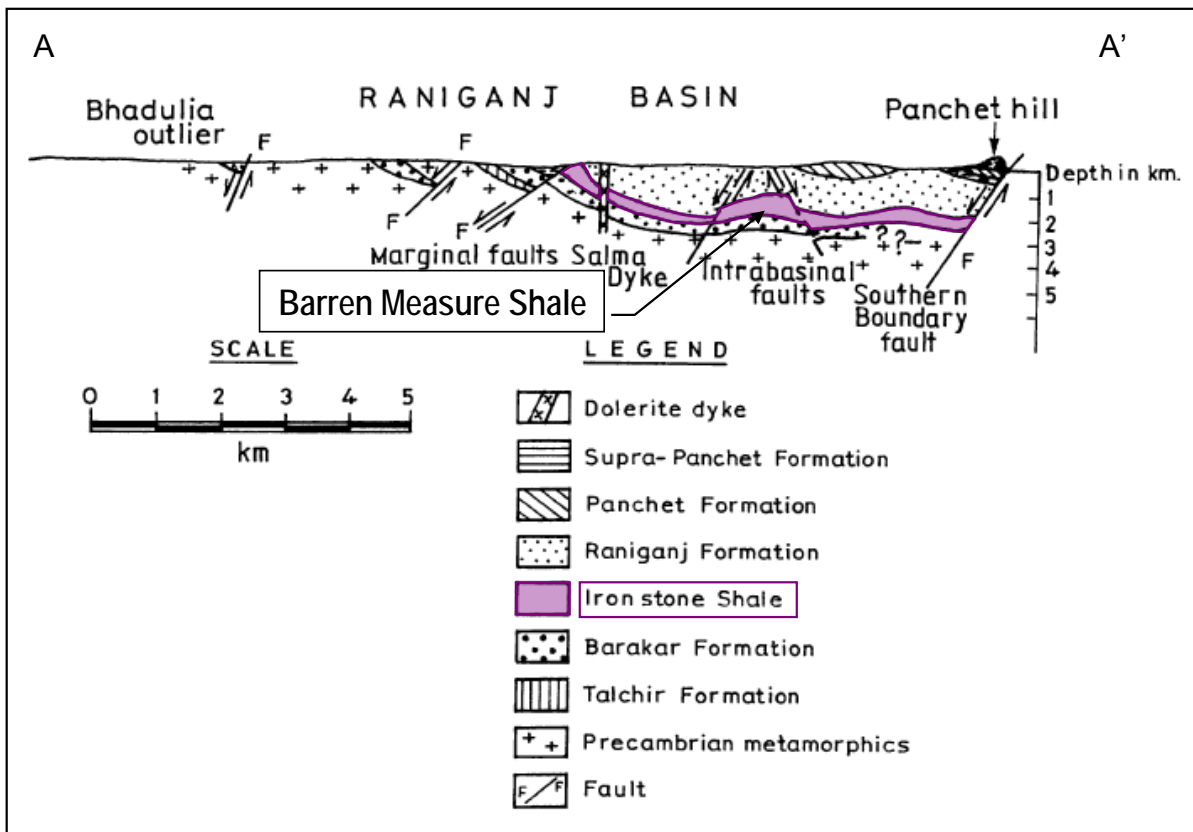 A
A’
RANIGANJ BASIN
Bhadulia
outlier
Panchet hill
F
F
F
F
F
Depth in km.
1
2
3
4
5
? ?
Marginal faults
Salma
Dyke
Intrabasinal
faults
Southern
Boundary
fault
Barren Measure Shale
SCALE
0 1 2 3 4 5
km
LEGEND
Dolerite dyke
Supra-Panchet Formation
Panchet Formation
Raniganj Formation
Iron stone Shale
Barakar Formation
Talchir Formation
Precambrian metamorphics
F F Fault